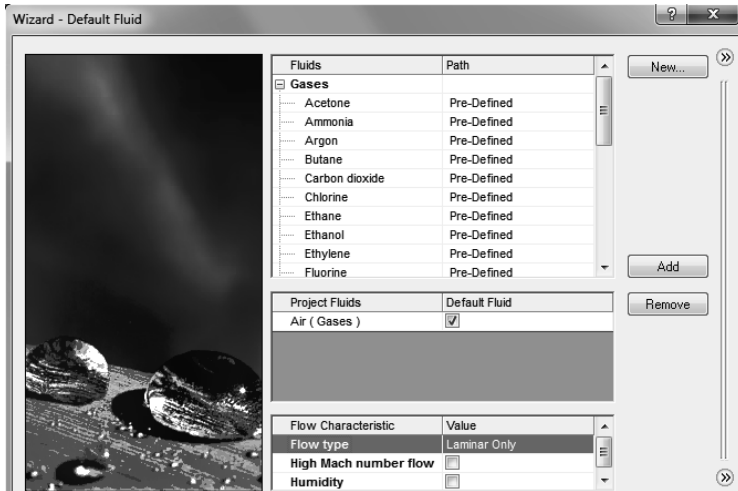 Wizard - Default Fluid
Fluids Path
Gases
Acetone Pre-Defined
Ammonia Pre-Defined
Argon Pre-Defined
Butane Pre-Defined
Carbon dioxide Pre-Defined
Chlorine Pre-Defined
Ethane Pre-Defined
Ethanol Pre-Defined
Ethylene Pre-Defined
Fluorine Pre-Defined
New...
Add
Remove
Project Fluids Default Fluid
Air ( Gases )
Flow Characteristic Value
Flow type Laminar Only
High Mach number flow
Humidity